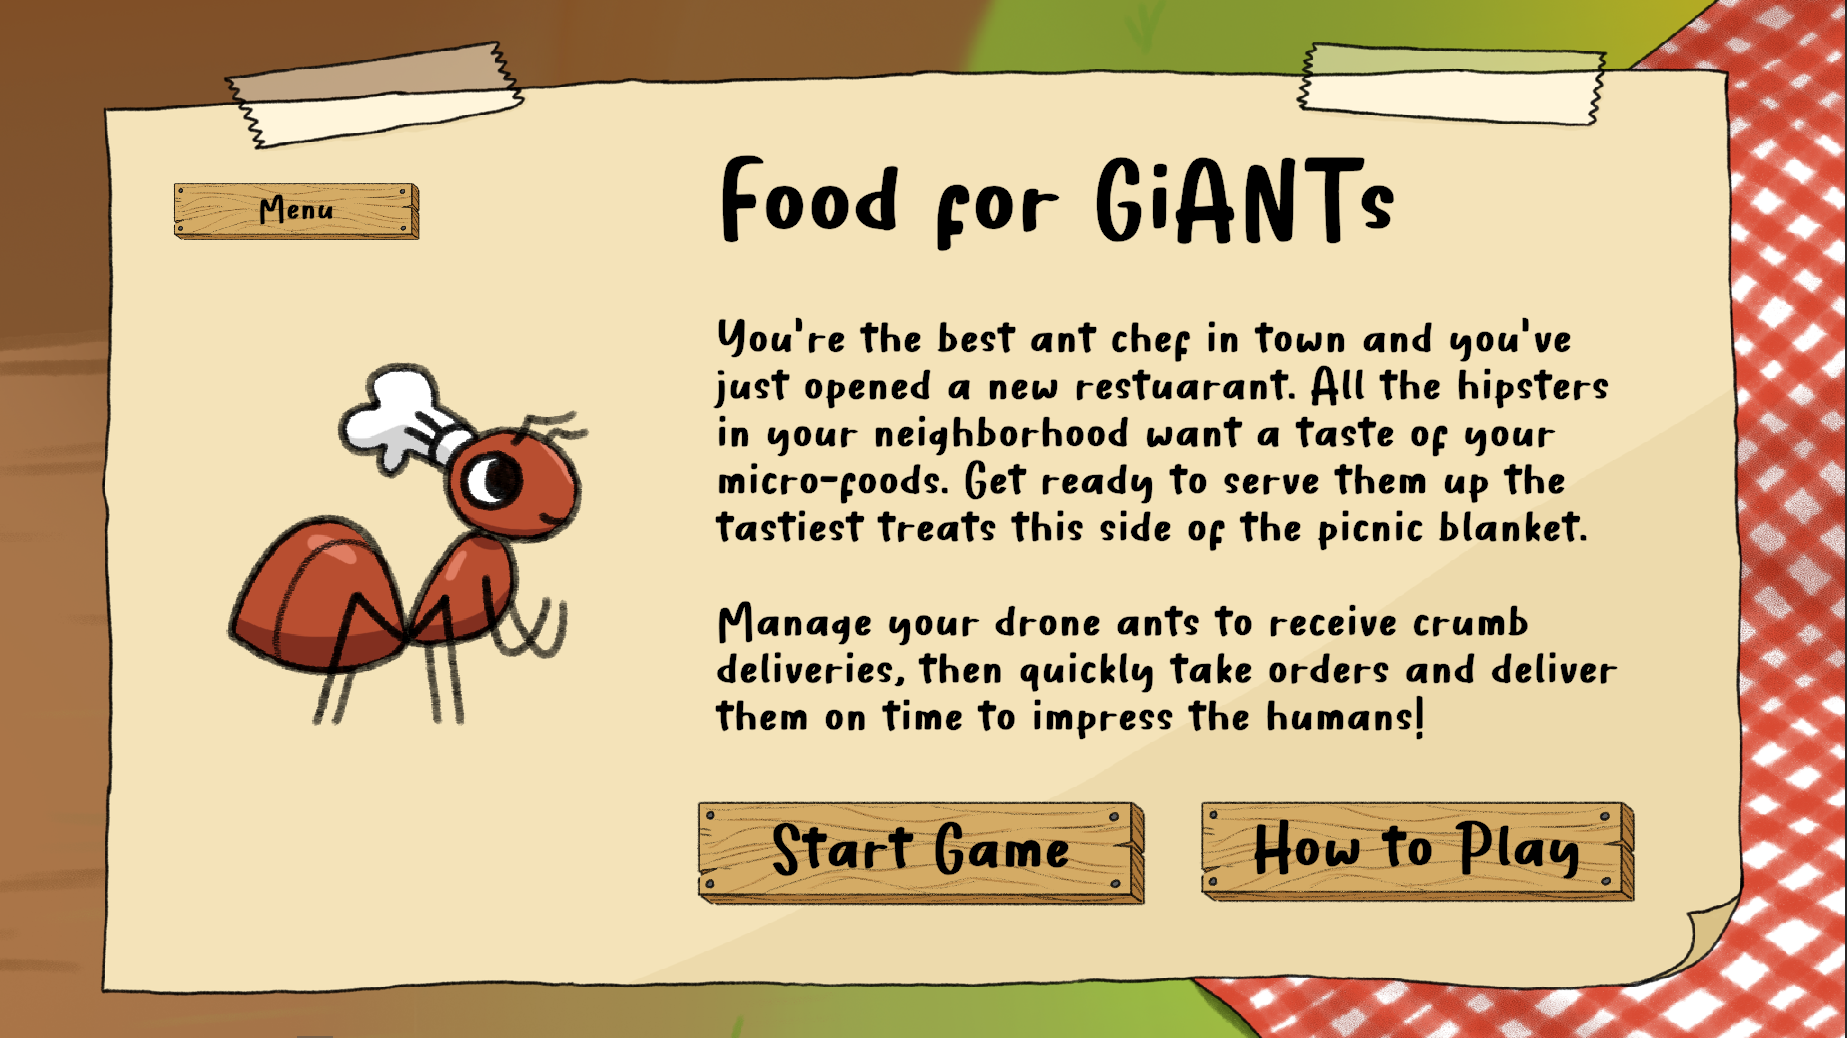 Menu
Food for GiANTs
You're the best ant chef in town and you've
just opened a new restuarant. All the hipsters
in your neighborhood want a taste of your
micro-foods. Get ready to serve them up the
tastiest treats this side of the picnic blanket.
Manage your drone ants to receive crumb
deliveries, then quickly take orders and deliver
them on time to impress the humans!
Start Game
How to Play